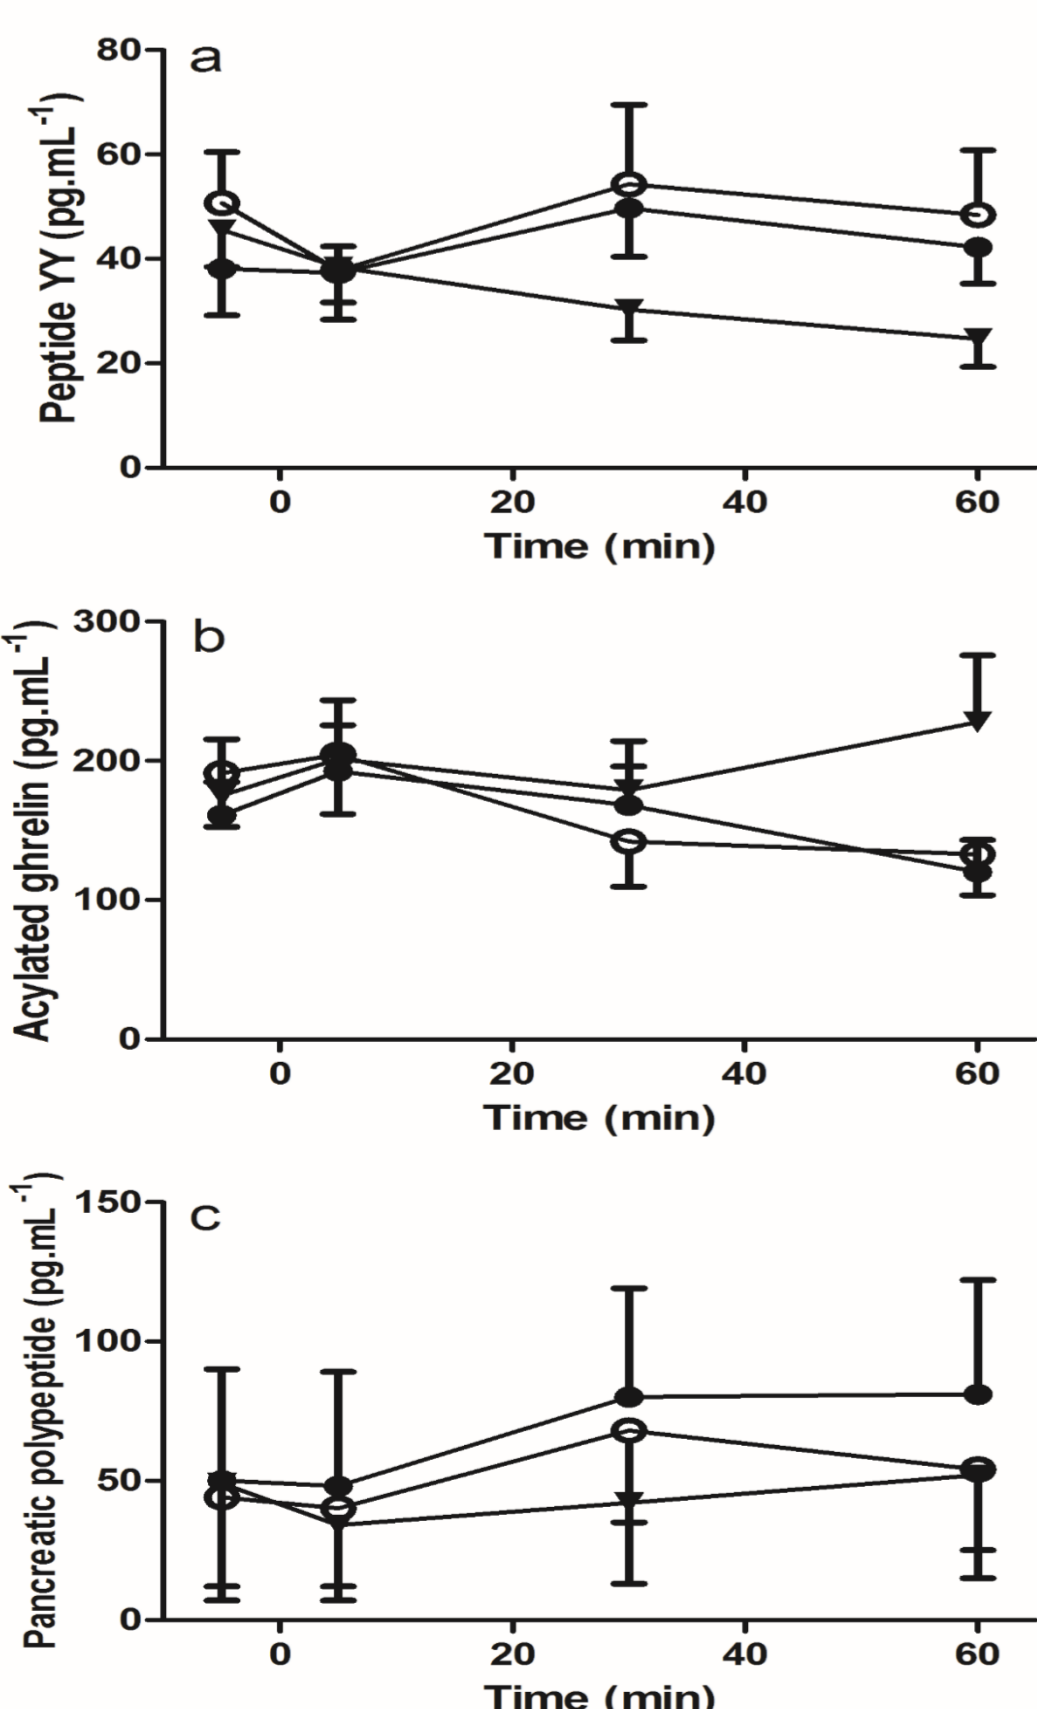 a
Peptide YY (pg.mL-1)
80
60
40
20
0
0 20 40 60
Time (min)
b
Acylated ghrelin (pg.mL-1)
300
200
100
0
0 20 40 60
Time (min)
c
Pancreatic polypeptide (pg.mL-1)
150
100
50
0
0 20 40 60
Time (min)